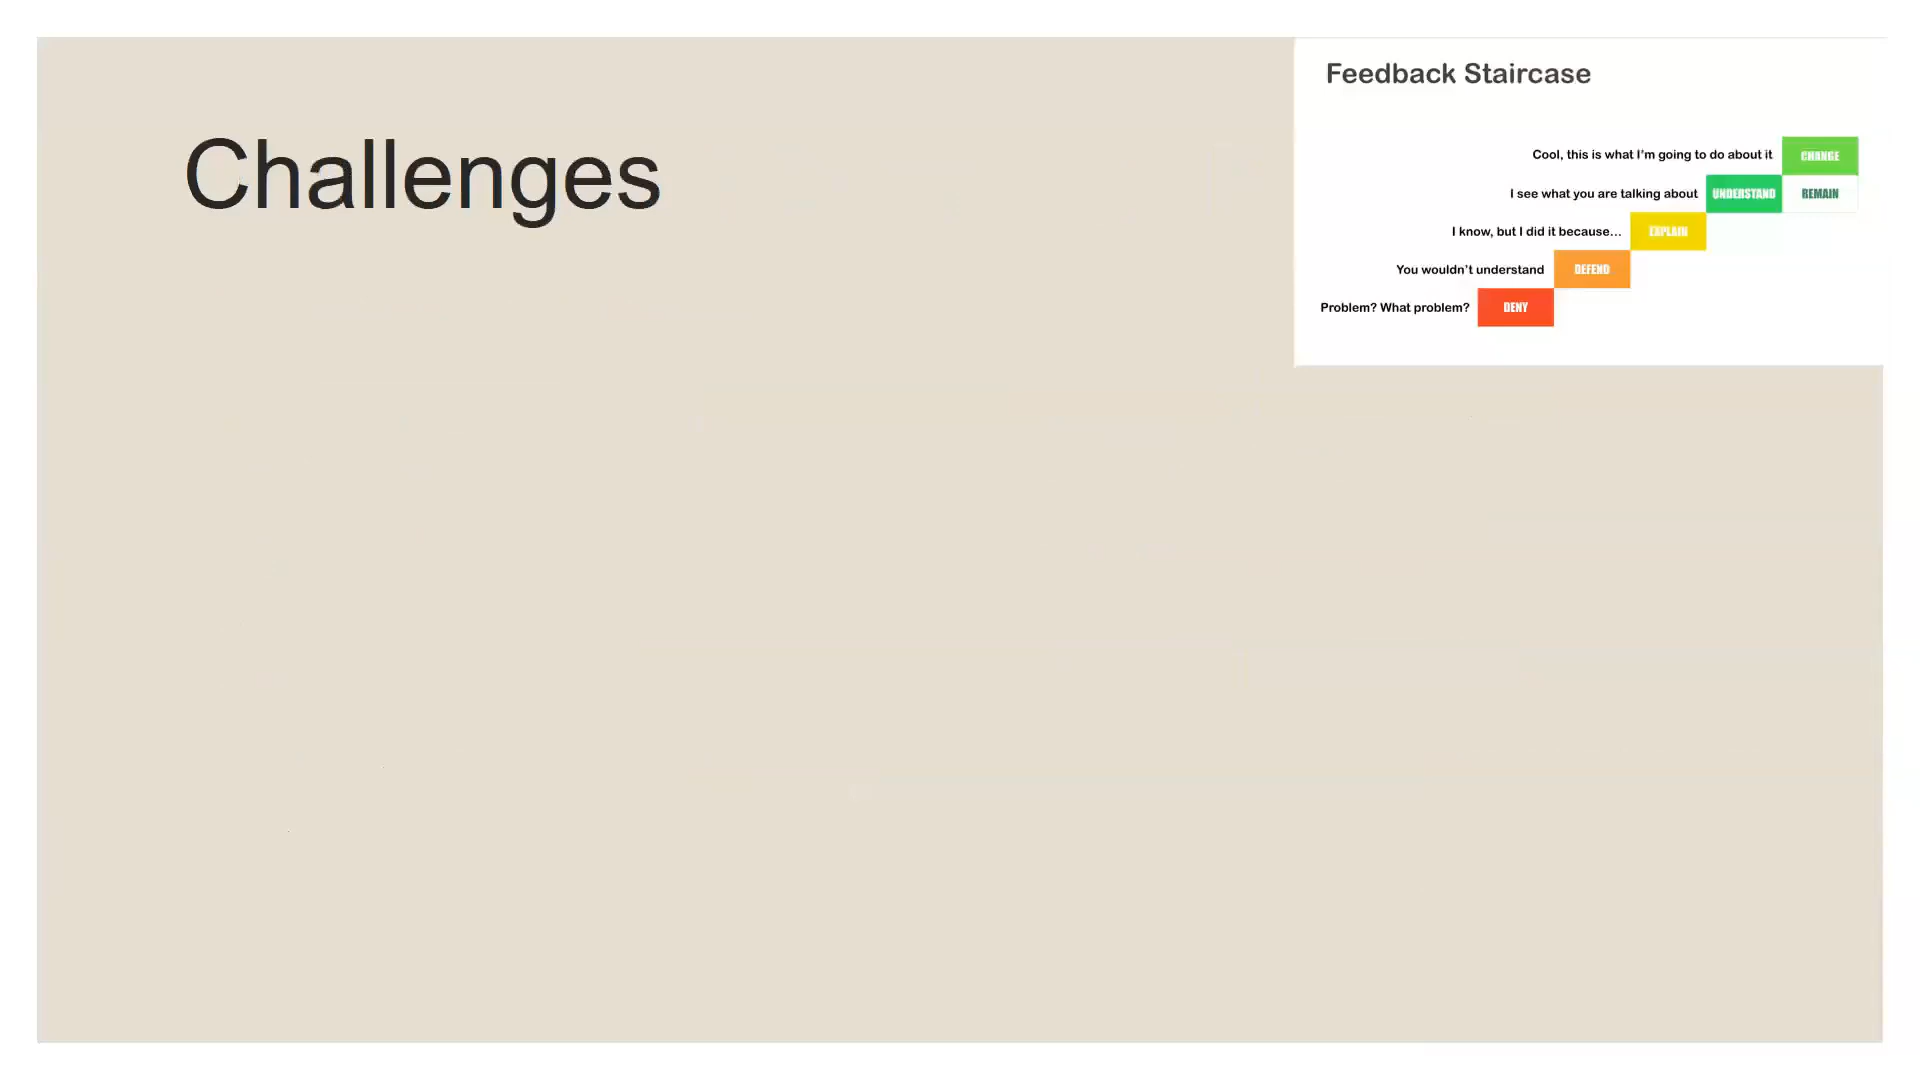 Challenges
Feedback Staircase
Cool, this is what I'm going to do about it CHANGE
I see what you are talking about UNDERSTAND REMAIN
I know, but I did it because... EXPLAIN
You wouldn't understand DEFEND
Problem? What problem? DENY